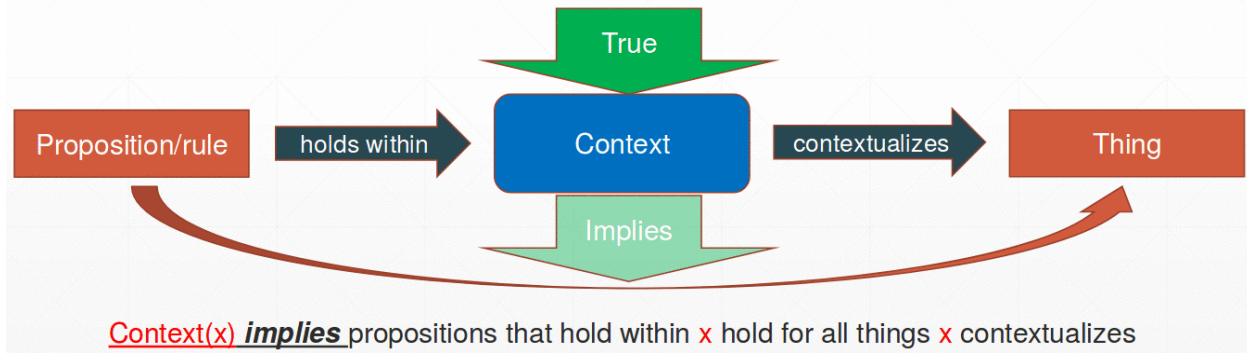 True
Proposition/rule
holds within
Context
contextualizes
Thing
Implies
Context(x) implies propositions that hold within x hold for all things x contextualizes